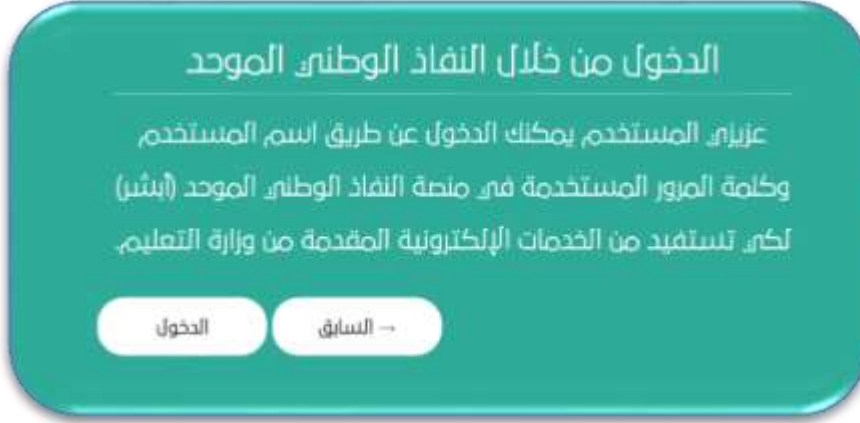 الدخول من خلال النفاذ الوطني الموحد
عزيزي المستخدم يمكنك الدخول عن طريق اسم المستخدم
وكلمة المرور المستخدمة في منصة النفاذ الوطني الموحد (أبشر)
لكي تستفيد من الخدمات الإلكترونية المقدمة من وزارة التعليم.
→ السابق
الدخول